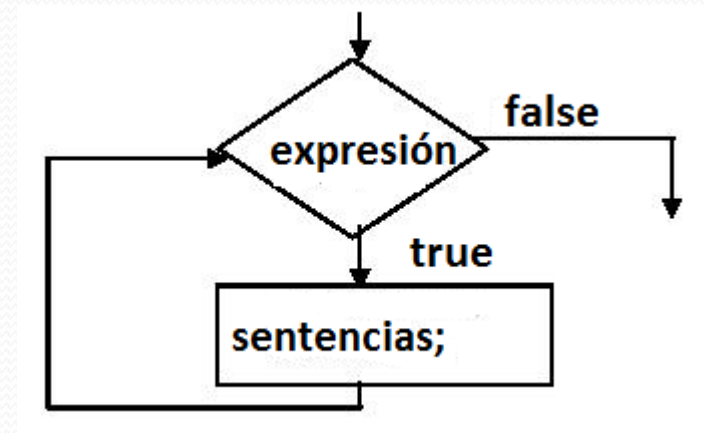 false
expresión
true
sentencias;